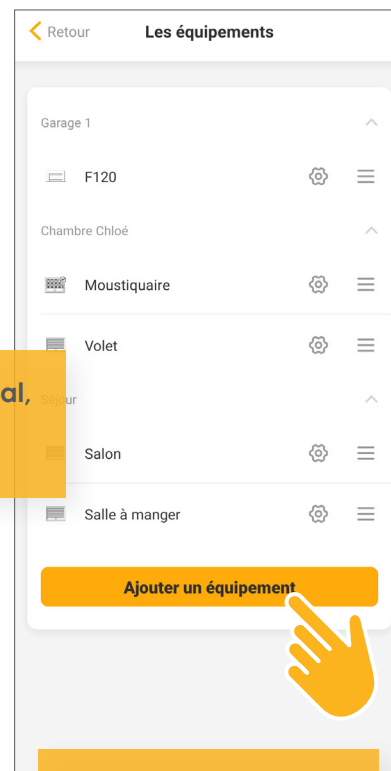 Retour Les équipements
Garage 1
F120
Chambre Chloé
Moustiquaire
Volet
al,
Séjour
Salon
Salle à manger
Ajouter un équipement